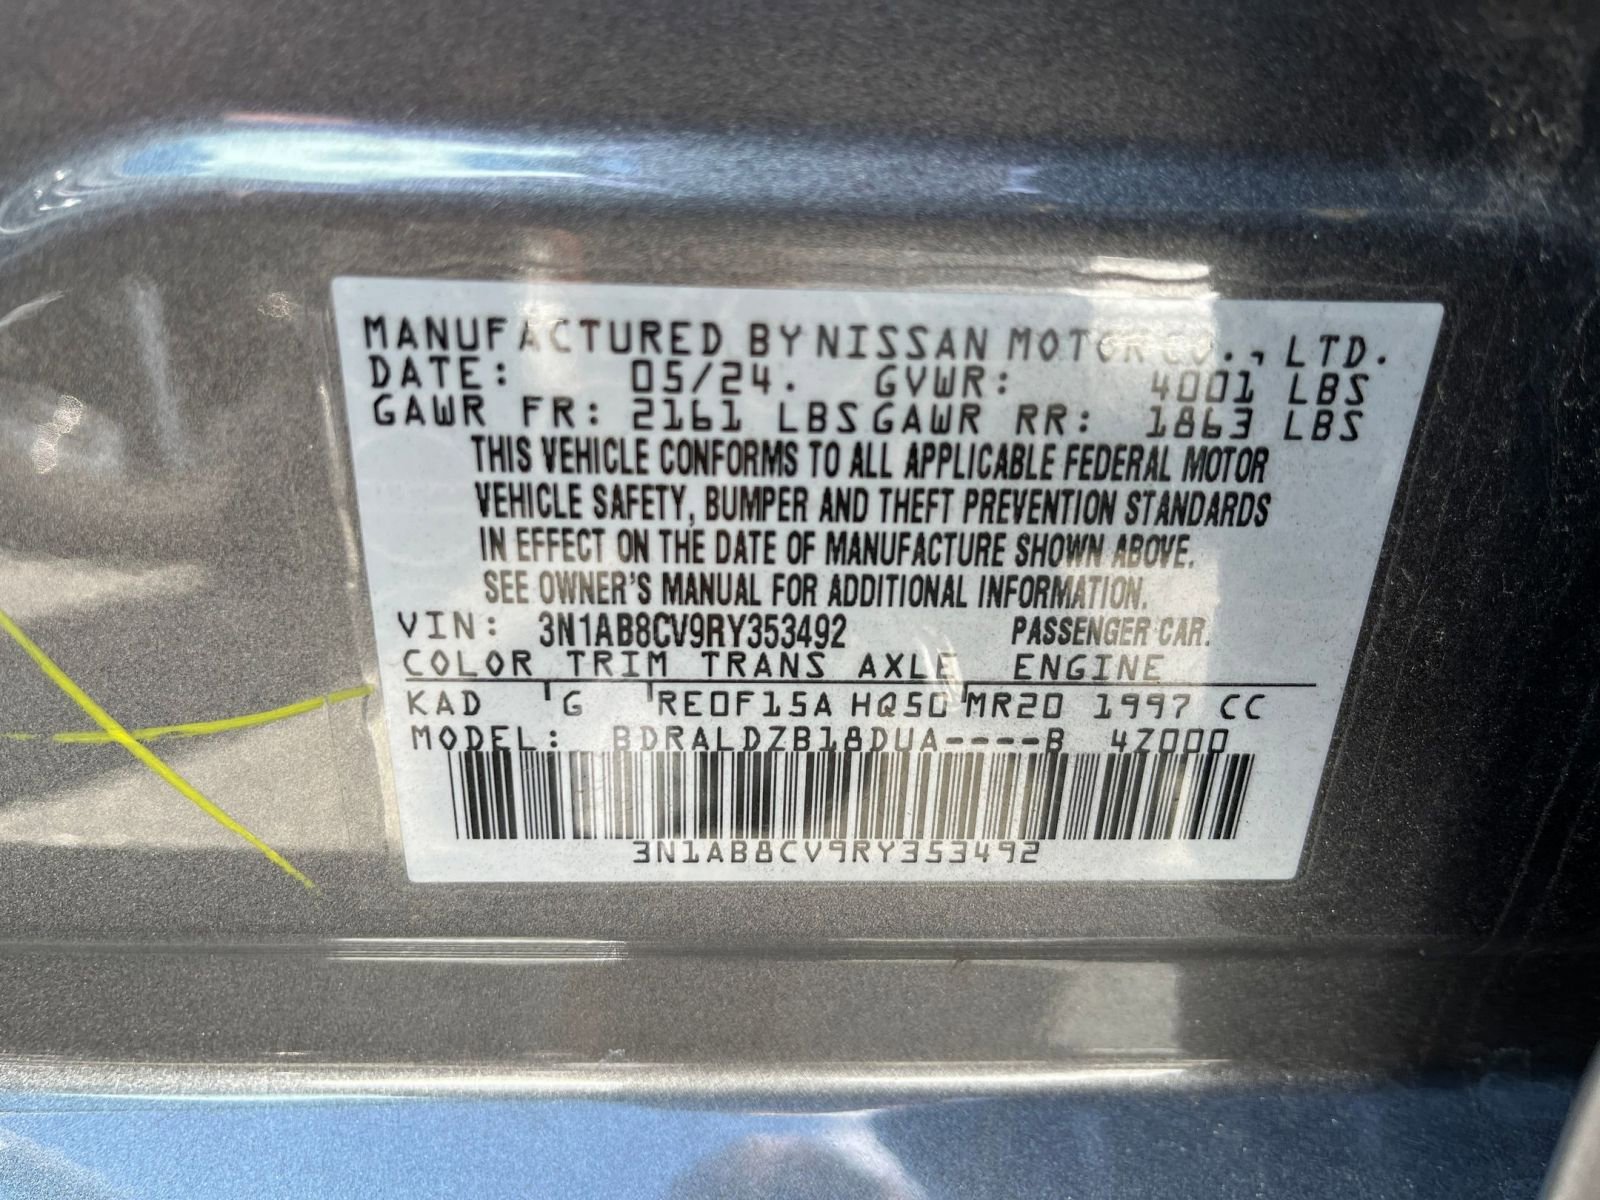 MANUFACTURED BY NISSAN MOTOR CO., LTD.
DATE: 05/24. GVWR: 4001 LBS
GAWR FR: 2161 LBS GAWR RR: 1863 LBS
THIS VEHICLE CONFORMS TO ALL APPLICABLE FEDERAL MOTOR
VEHICLE SAFETY, BUMPER AND THEFT PREVENTION STANDARDS
IN EFFECT ON THE DATE OF MANUFACTURE SHOWN ABOVE.
SEE OWNER'S MANUAL FOR ADDITIONAL INFORMATION.
VIN: 3N1AB8CV9RY353492 PASSENGER CAR.
COLOR TRIM TRANS AXLE ENGINE
KAD G RE0F15A HQ50 MR20 1997 CC
MODEL: BDRALDZB18DUA----B 4Z000
3N1AB8CV9RY353492